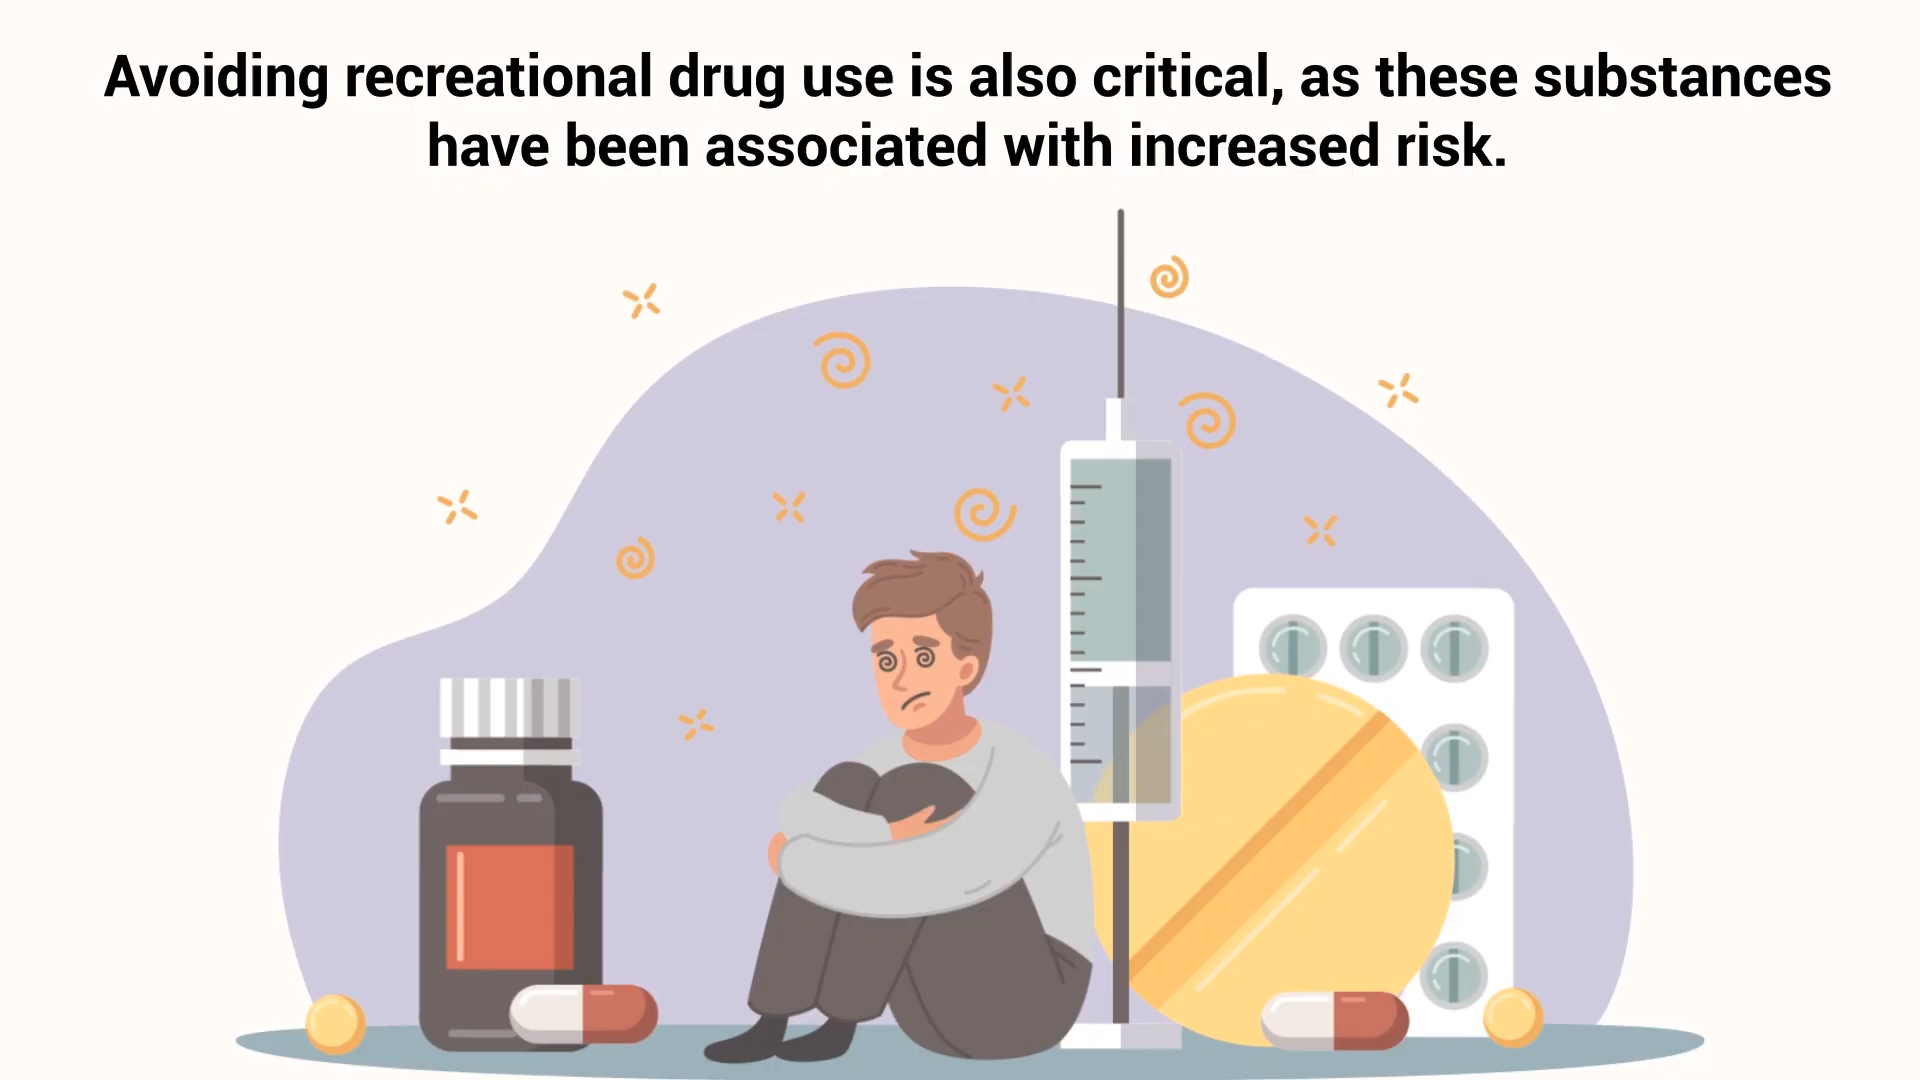 Avoiding recreational drug use is also critical, as these substances
have been associated with increased risk.